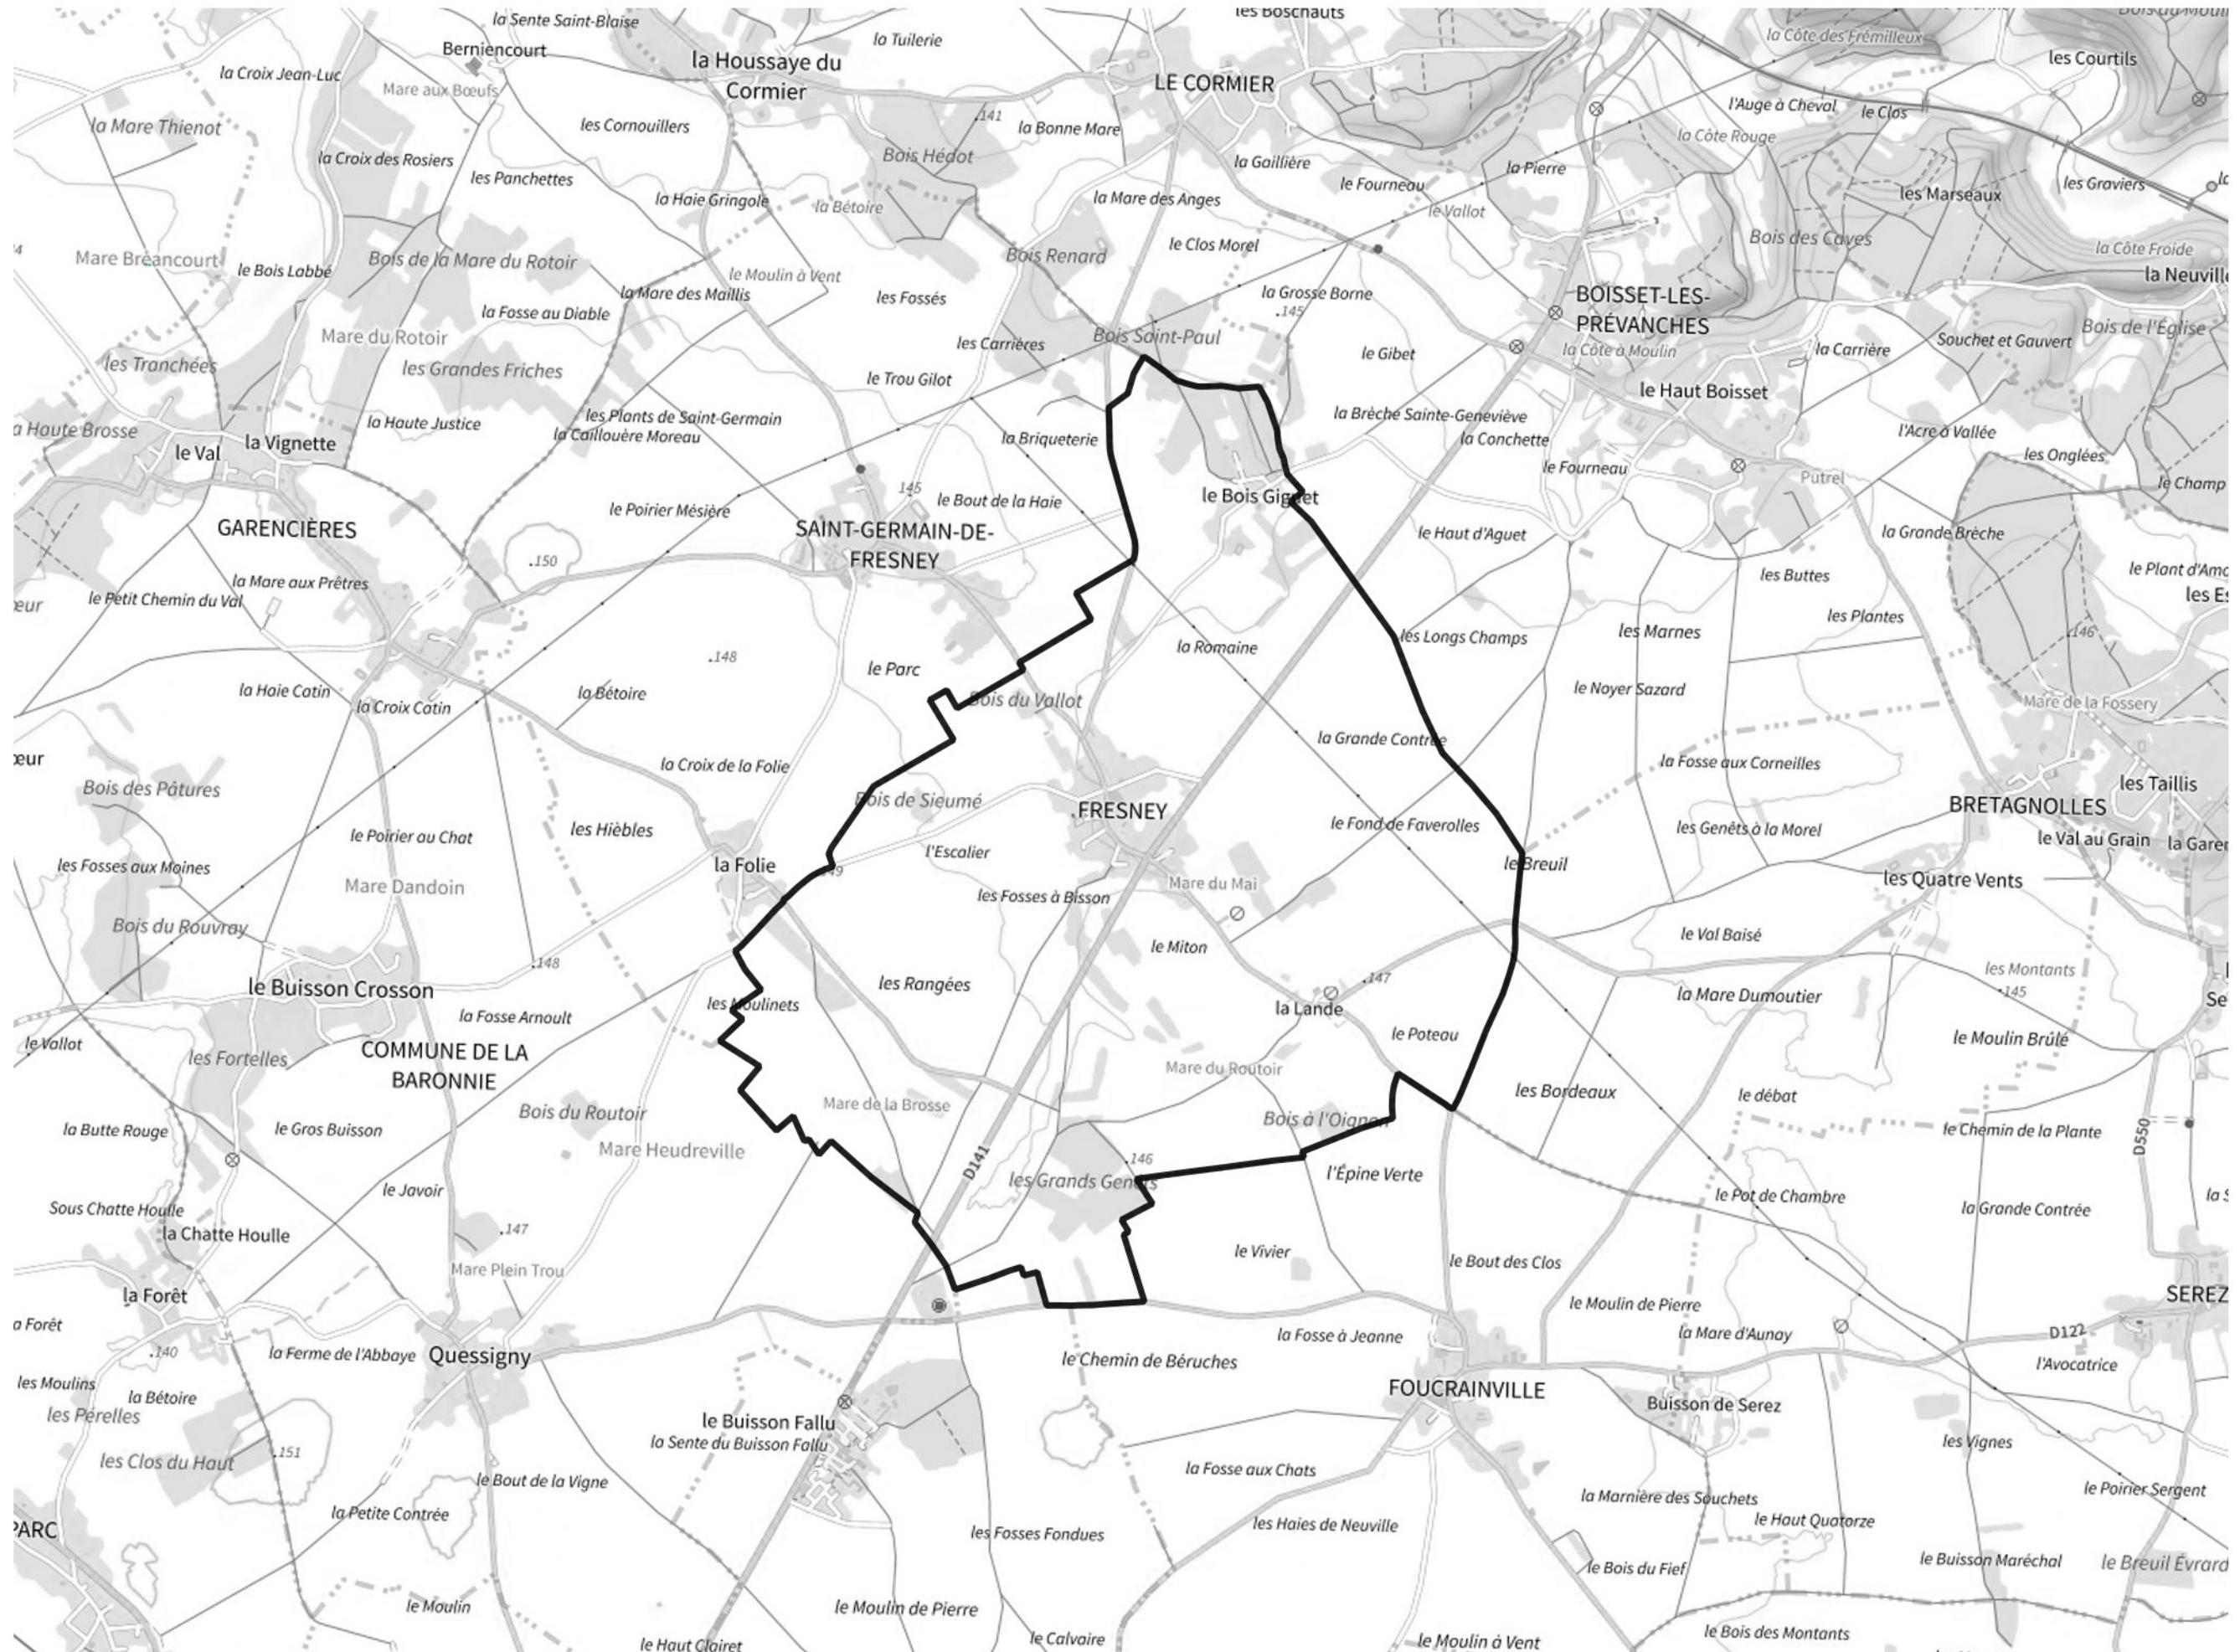 la Sente Saint-Blaise
les Boschauts
Berniencourt
la Houssaye du
Cormier
la Tuilerie
la Côte des Frémilleux
les Courtils
la Croix Jean-Luc
Mare aux Bœufs
LE CORMIER
l'Auge à Cheval
le Clos
la Mare Thienot
les Cornouillers
.141
la Bonne Mare
la Côte Rouge
la Croix des Rosiers
Bois Hédot
la Gaillière
la Pierre
les Panchettes
le Fourneau
les Marseaux
les Graviers
la Haie Gringole
la Bétoire
la Mare des Anges
le Vallot
Mare Bréancourt
le Bois Labbé
Bois de la Mare du Rotoir
Bois Renard
le Clos Morel
Bois des Cayes
la Côte Froide
la Neuville
le Moulin à Vent
la Mare des Maillis
les Fossés
la Grosse Borne
.145
BOISSET-LES-
PRÉVANCHES
la Fosse au Diable
Mare du Rotoir
les Carrières
Bois Saint-Paul
le Gibet
la Côte à Moulin
la Carrière
Souchet et Gauvert
Bois de l'Église
les Tranchées
les Grandes Friches
le Trou Gilot
le Haut Boisset
a Haute Brosse
le Val
la Vignette
la Haute Justice
les Plants de Saint-Germain
la Caillouère Moreau
la Briqueterie
la Brèche Sainte-Geneviève
la Conchette
l'Acre à Vallée
les Onglées
le Fourneau
Putrel
le Champ
GARENCIÈRES
le Poirier Mésière
145
le Bout de la Haie
le Bois Giguet
SAINT-GERMAIN-DE-
FRESNEY
le Haut d'Aguet
la Grande Brèche
.150
la Mare aux Prêtres
le Petit Chemin du Val
œur
les Buttes
le Plant d'Amo
les Es
les Plantes
.148
le Parc
la Romaine
les Longs Champs
les Marnes
146
la Haie Catin
la Croix Catin
la Bétoire
Bois du Vallot
le Noyer Sazard
Mare de la Fossery
œur
la Croix de la Folie
la Grande Contrée
la Fosse aux Corneilles
Bois des Pâtures
Bois de Sieumé
FRESNEY
BRETAGNOLLES
les Taillis
le Poirier au Chat
les Hièbles
le Fond de Faverolles
les Genêts à la Morel
le Val au Grain
la Garen
les Fosses aux Moines
la Folie
l'Escalier
le Breuil
149
Mare Dandoin
les Fosses à Bisson
Mare du Mai
les Quatre Vents
Bois du Rouvray
le Miton
le Val Baisé
le Buisson Crosson
.148
les Rangées
.147
les Montants
.145
les Moulinets
la Lande
la Mare Dumoutier
Se
la Fosse Arnoult
le Vallot
les Fortelles
COMMUNE DE LA
BARONNIE
le Poteau
le Moulin Brûlé
Mare du Routoir
les Bordeaux
le débat
Bois du Routoir
Mare de la Brosse
Bois à l'Oignon
la Butte Rouge
le Gros Buisson
Mare Heudreville
D141
.146
le Chemin de la Plante
D550
le Javoir
les Grands Genêts
l'Épine Verte
le Pot de Chambre
la Grande Contrée
Sous Chatte Houlle
la Chatte Houlle
.147
le Vivier
le Bout des Clos
Mare Plein Trou
la Forêt
le Moulin de Pierre
SEREZ
a Forêt
.140
la Ferme de l'Abbaye
Quessigny
la Fosse à Jeanne
la Mare d'Aunay
D122
les Moulins
la Bétoire
le Chemin de Béruches
l'Avocatrice
les Pérelles
FOUCRAINVILLE
Buisson de Serez
le Buisson Fallu
la Sente du Buisson Fallu
les Clos du Haut
.151
la Fosse aux Chats
les Vignes
le Bout de la Vigne
la Marnière des Souchets
le Poirier Sergent
la Petite Contrée
PARC
les Fosses Fondues
les Haies de Neuville
le Haut Quatorze
le Bois du Fief
le Buisson Maréchal
le Breuil Évrard
le Moulin
le Moulin de Pierre
le Haut Clairet
le Calvaire
le Moulin à Vent
le Bois des Montants